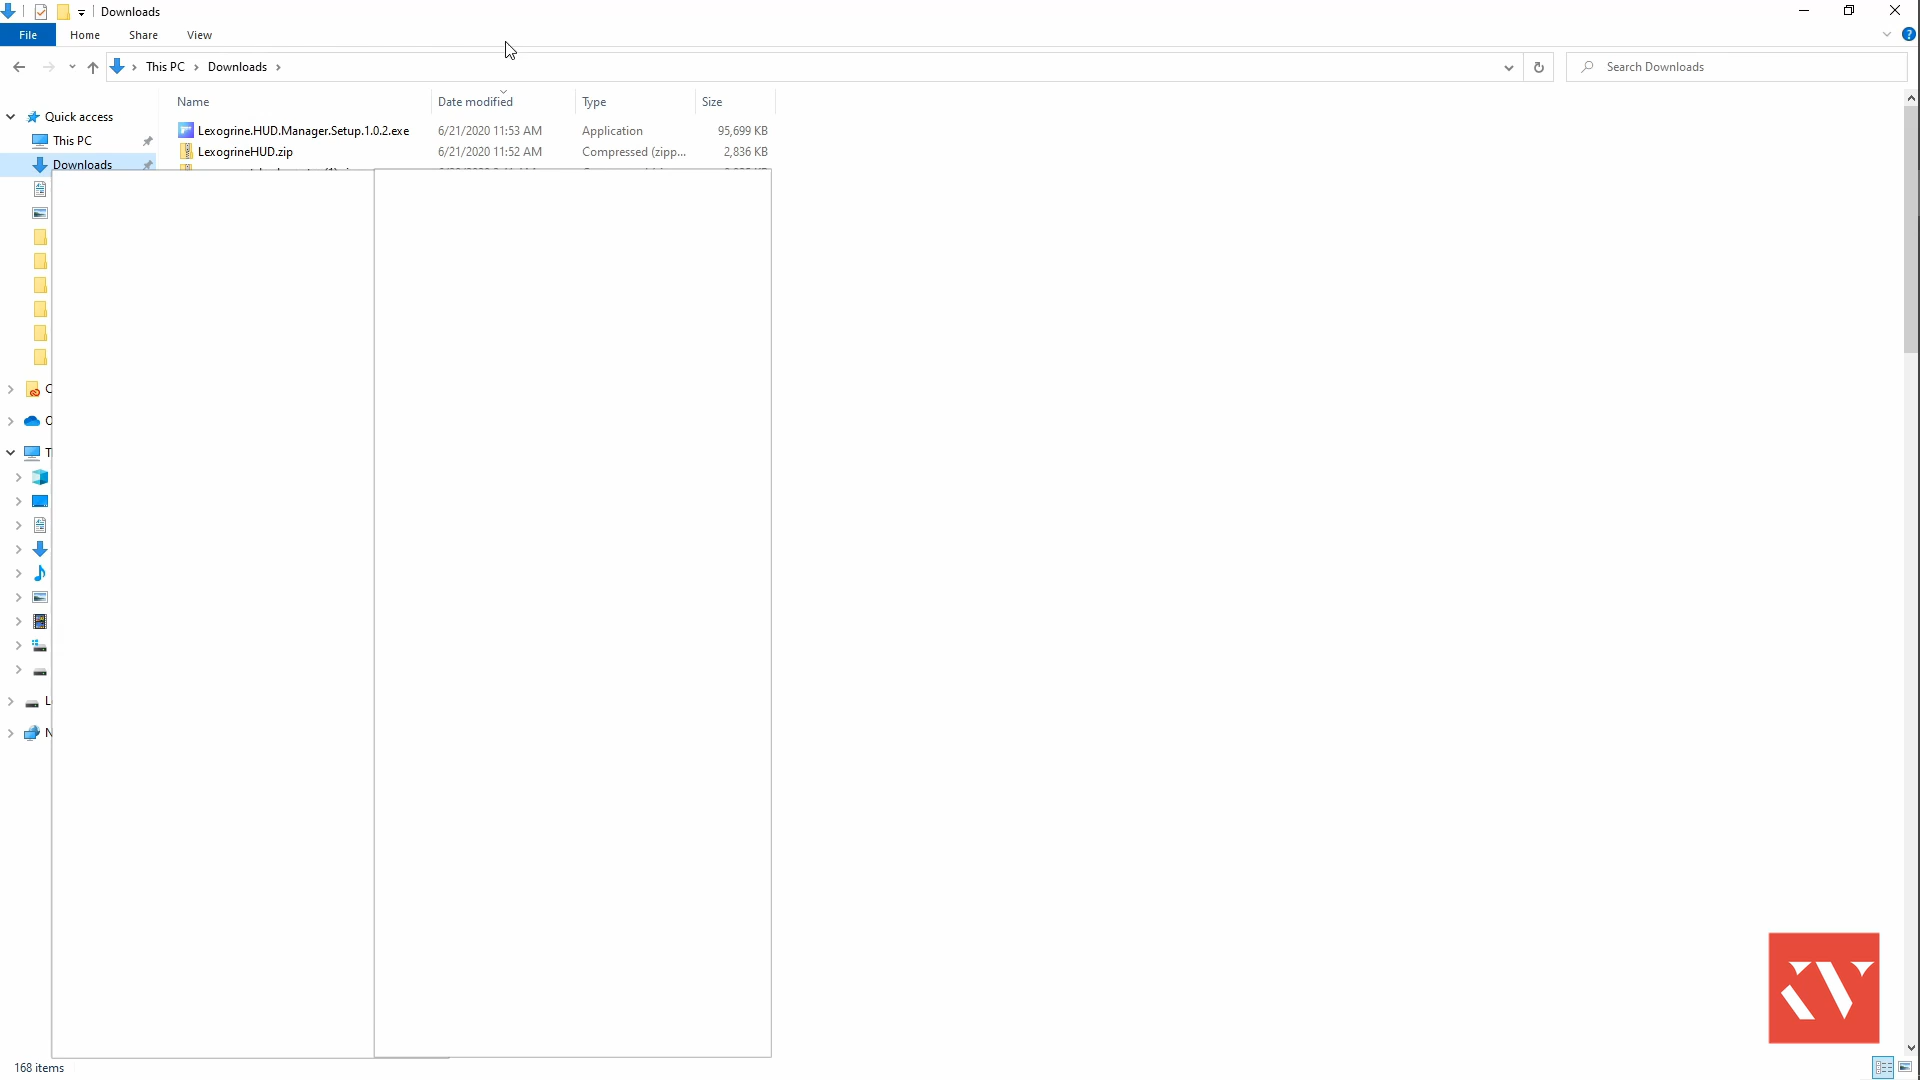 Downloads
File Home Share View
This PC Downloads
Search Downloads
Name Date modified Type Size
Quick access
Lexogrine.HUD.Manager.Setup.1.0.2.exe 6/21/2020 11:53 AM Application 95,699 KB
This PC
LexogrineHUD.zip 6/21/2020 11:52 AM Compressed (zipp... 2,836 KB
Downloads
168 items